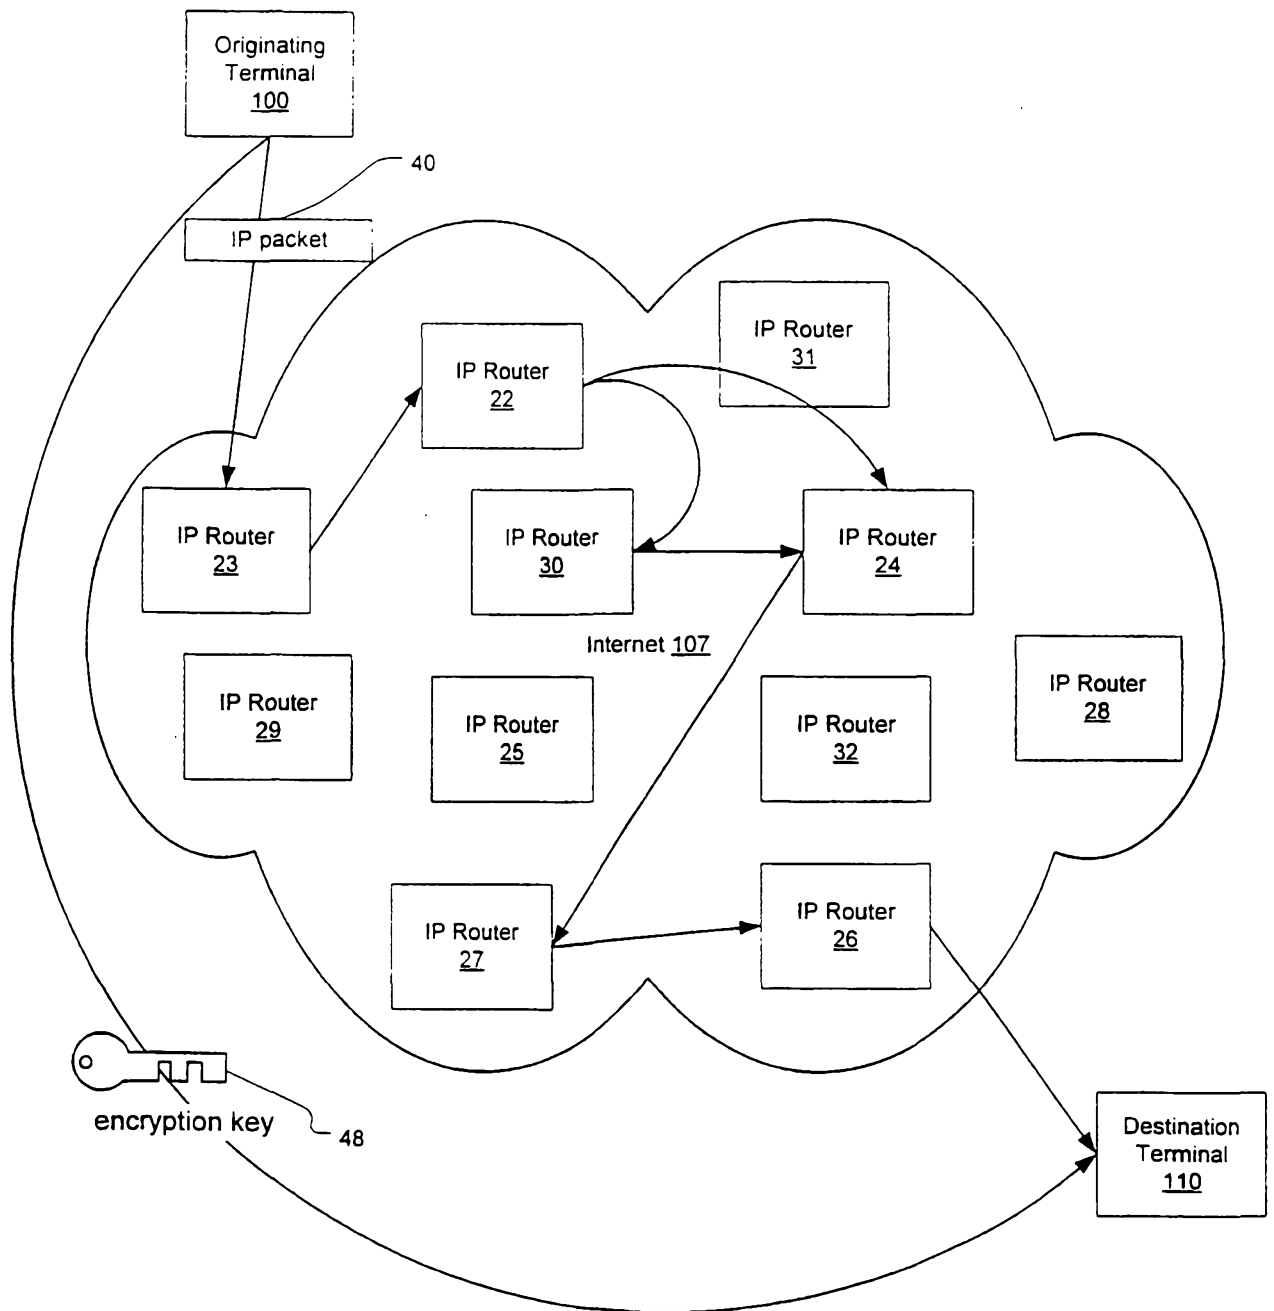 Originating
Terminal
100
40
IP packet
IP Router
31
IP Router
22
IP Router
23
IP Router
30
IP Router
24
Internet 107
IP Router
29
IP Router
25
IP Router
32
IP Router
28
IP Router
27
IP Router
26
encryption key
48
Destination
Terminal
110